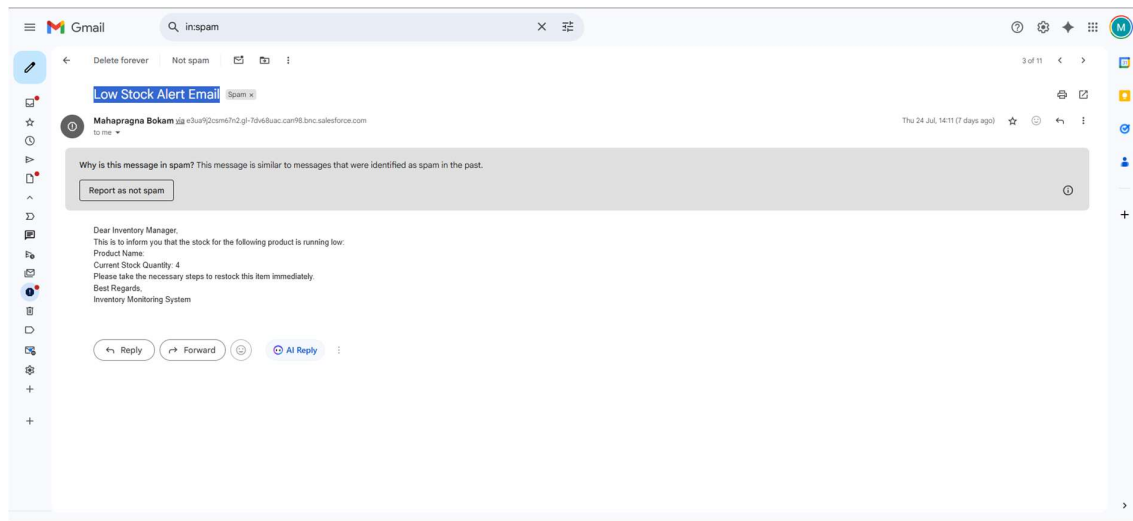 Gmail
in:spam
M
Delete forever
Not spam
3 of 11
Low Stock Alert Email
Spam x
Mahapragna Bokam via e3ua9j2csm67n2.gl-7dv68uac.can98.bnc.salesforce.com
Thu 24 Jul, 14:11 (7 days ago)
to me
Why is this message in spam? This message is similar to messages that were identified as spam in the past.
Report as not spam
Dear Inventory Manager,
This is to inform you that the stock for the following product is running low:
Product Name:
Current Stock Quantity: 4
Please take the necessary steps to restock this item immediately.
Best Regards,
Inventory Monitoring System
Reply
Forward
AI Reply